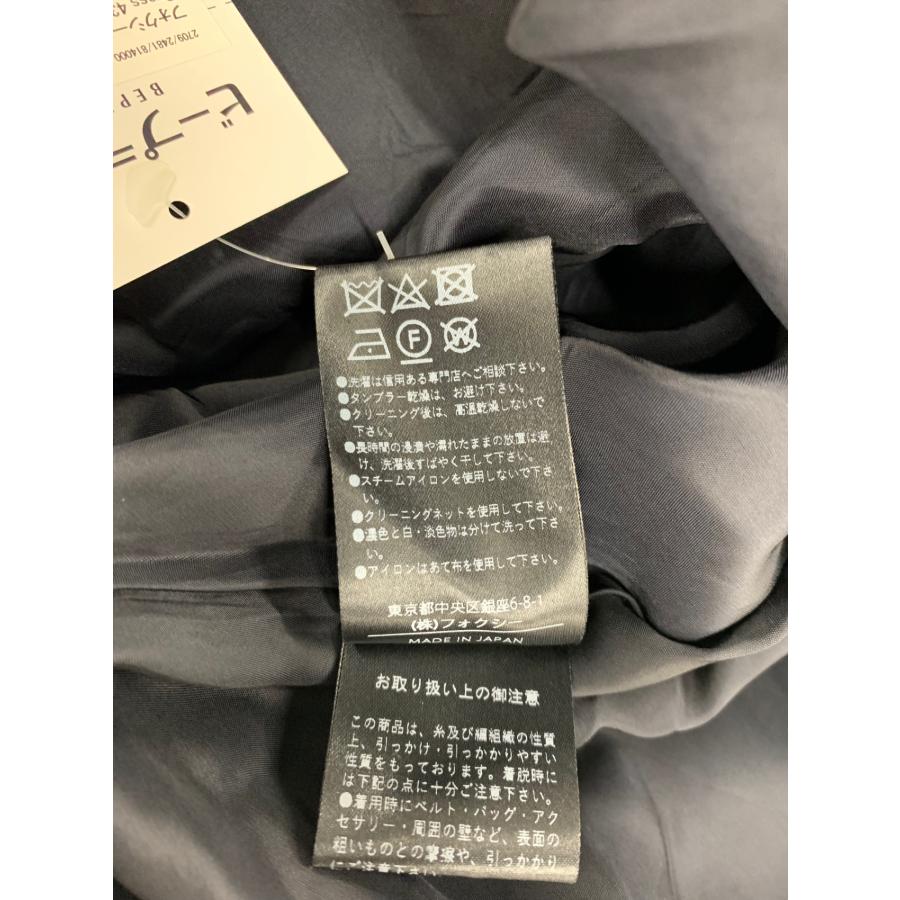 F
W
●洗濯は信用ある専門店へご相談下さい。
●タンブラー乾燥は、お避け下さい。
●クリーニング後は、高温乾燥しないで
下さい。
●長時間の浸漬や濡れたままの放置は避
け、洗濯後すばやく干して下さい。
●スチームアイロンを使用しないで下さ
い。
●クリーニングネットを使用して下さい。
●濃色と白・淡色物は分けて洗って下さ
い。
●アイロンはあて布を使用して下さい。
東京都中央区銀座6-8-1
(株)フォクシー
MADE IN JAPAN
お取り扱い上の御注意
この商品は、糸及び編組織の性質
上、引っかけ・引っかかりやすい
性質をもっております。着脱時に
は下記の点に十分ご注意下さい。
●着用時にベルト・バッグ・アク
セサリー・周囲の壁など、表面の
粗いものとの摩擦や、引っかかり
にご注意下さい。
ビープラ
BEP
フォクシー
2709/2481/814000